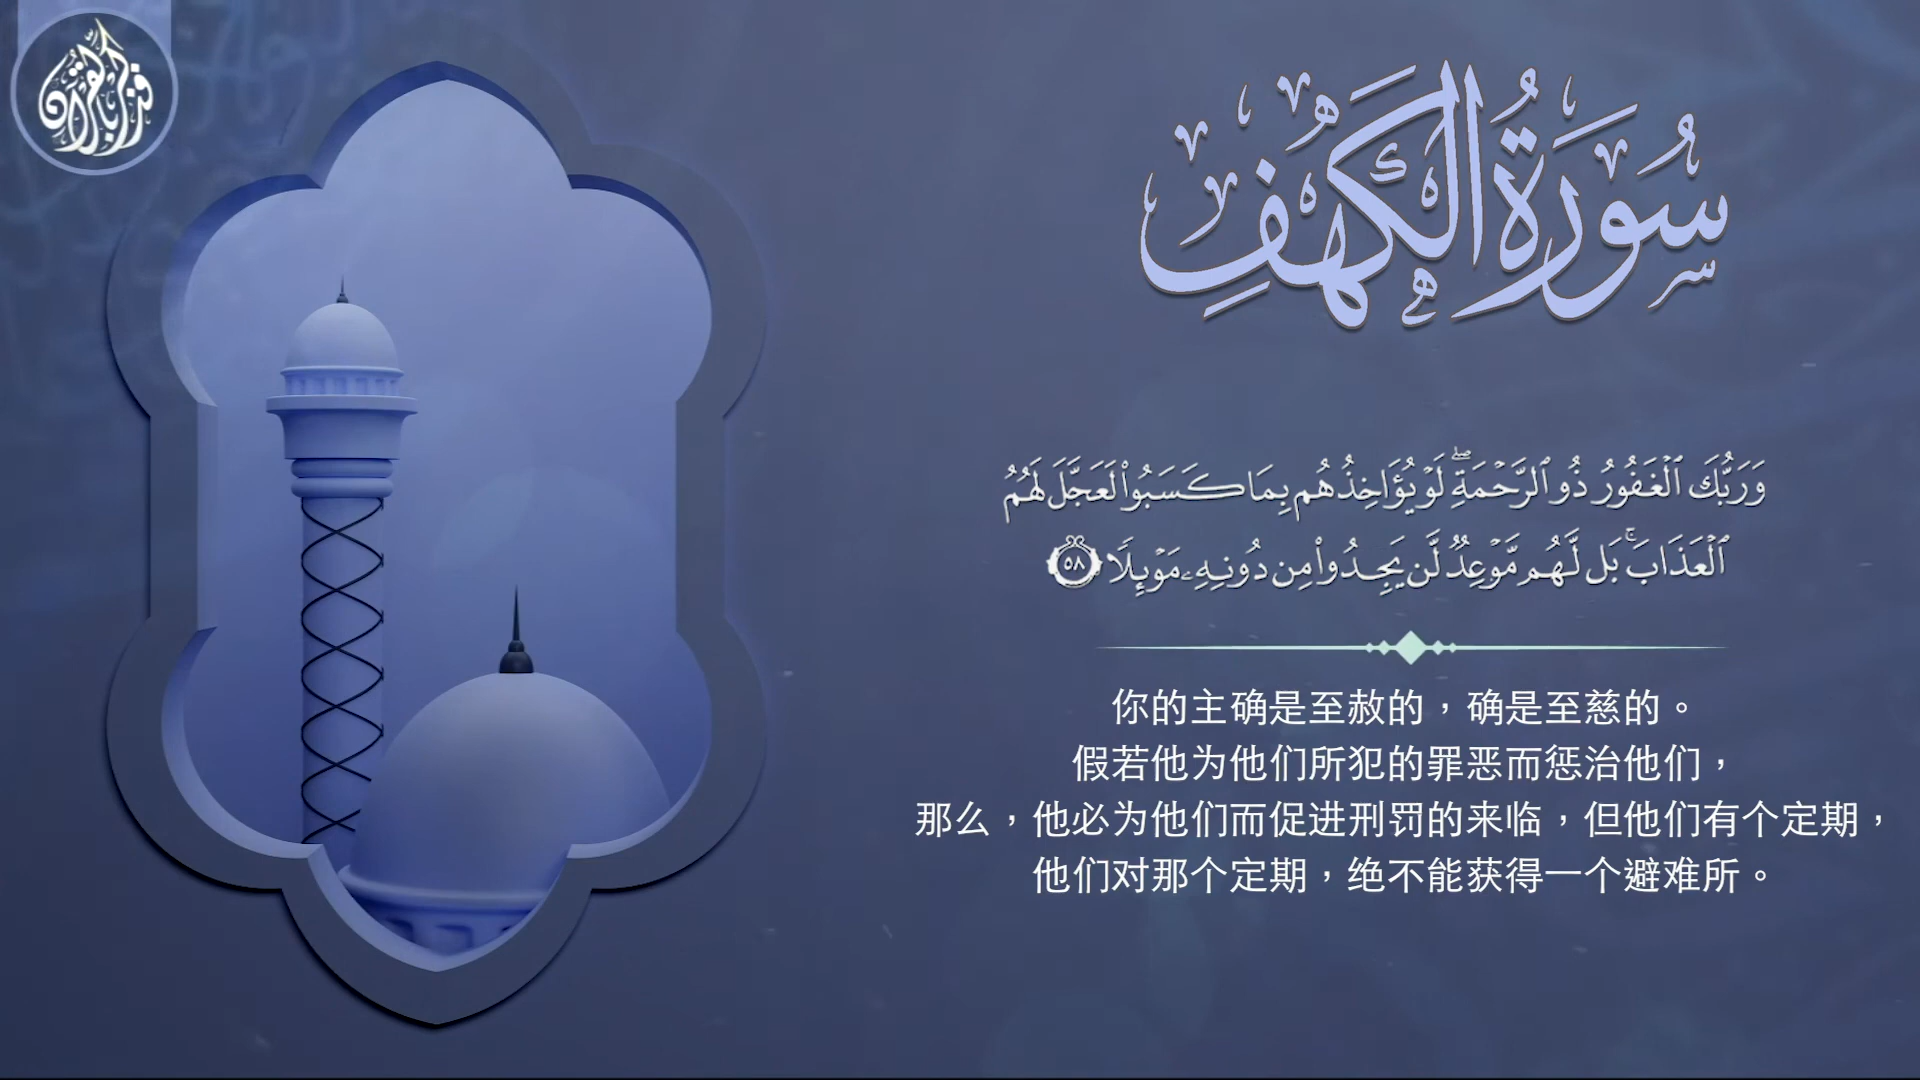 فذكر بالقرآن
سُورَةُ الكَهْفِ
وَرَبُّكَ ٱلْغَفُورُ ذُو ٱلرَّحْمَةِ ۖ لَوْ يُؤَاخِذُهُم بِمَا كَسَبُوا۟ لَعَجَّلَ لَهُمُ
ٱلْعَذَابَ ۚ بَل لَّهُم مَّوْعِدٌ لَّن يَجِدُوا۟ مِن دُونِهِۦ مَوْئِلًا ٥٨
你的主确是至赦的，确是至慈的。
假若他为他们所犯的罪恶而惩治他们，
那么，他必为他们而促进刑罚的来临，但他们有个定期，
他们对那个定期，绝不能获得一个避难所。